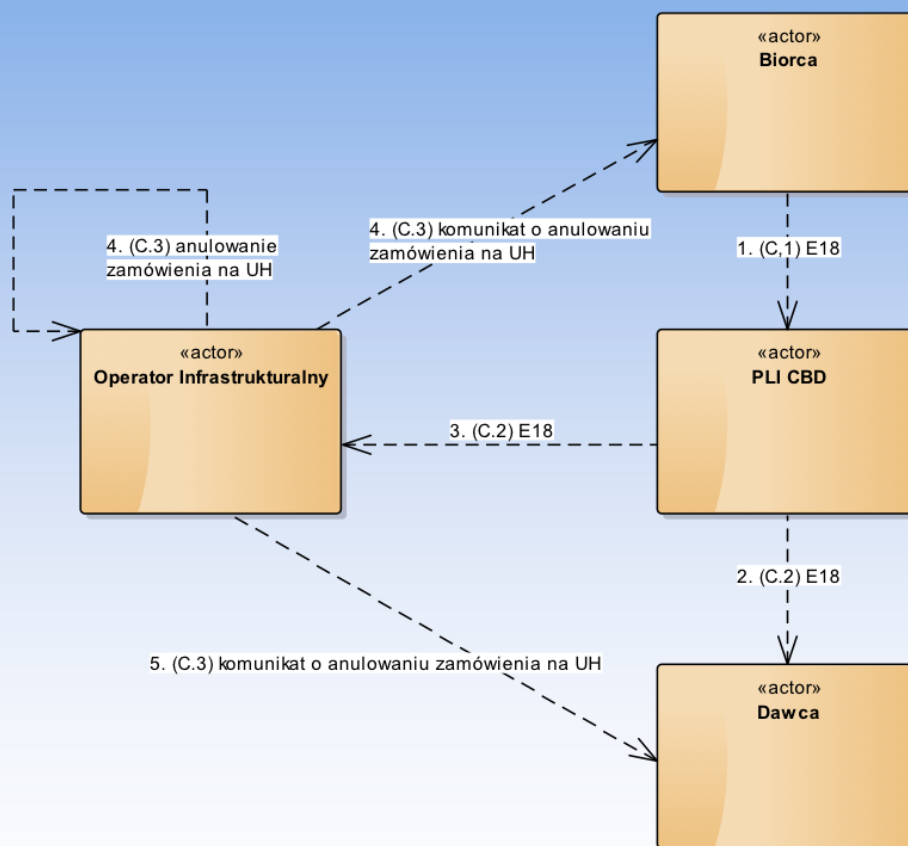 «actor»
Biorca
4. (C.3) anulowanie
zamówienia na UH
4. (C.3) komunikat o anulowaniu
zamówienia na UH
1. (C,1) E18
«actor»
Operator Infrastrukturalny
«actor»
PLI CBD
3. (C.2) E18
2. (C.2) E18
5. (C.3) komunikat o anulowaniu zamówienia na UH
«actor»
Dawca